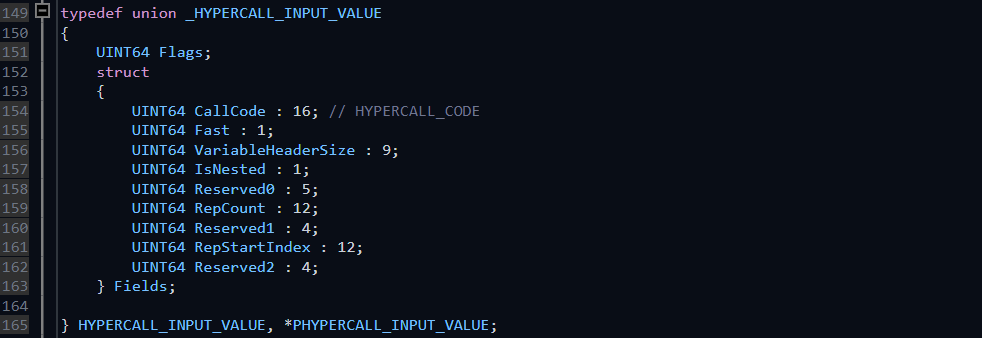 149 typedef union _HYPERCALL_INPUT_VALUE
150 {
151     UINT64 Flags;
152     struct
153     {
154         UINT64 CallCode : 16; // HYPERCALL_CODE
155         UINT64 Fast : 1;
156         UINT64 VariableHeaderSize : 9;
157         UINT64 IsNested : 1;
158         UINT64 Reserved0 : 5;
159         UINT64 RepCount : 12;
160         UINT64 Reserved1 : 4;
161         UINT64 RepStartIndex : 12;
162         UINT64 Reserved2 : 4;
163     } Fields;
164
165 } HYPERCALL_INPUT_VALUE, *PHYPERCALL_INPUT_VALUE;